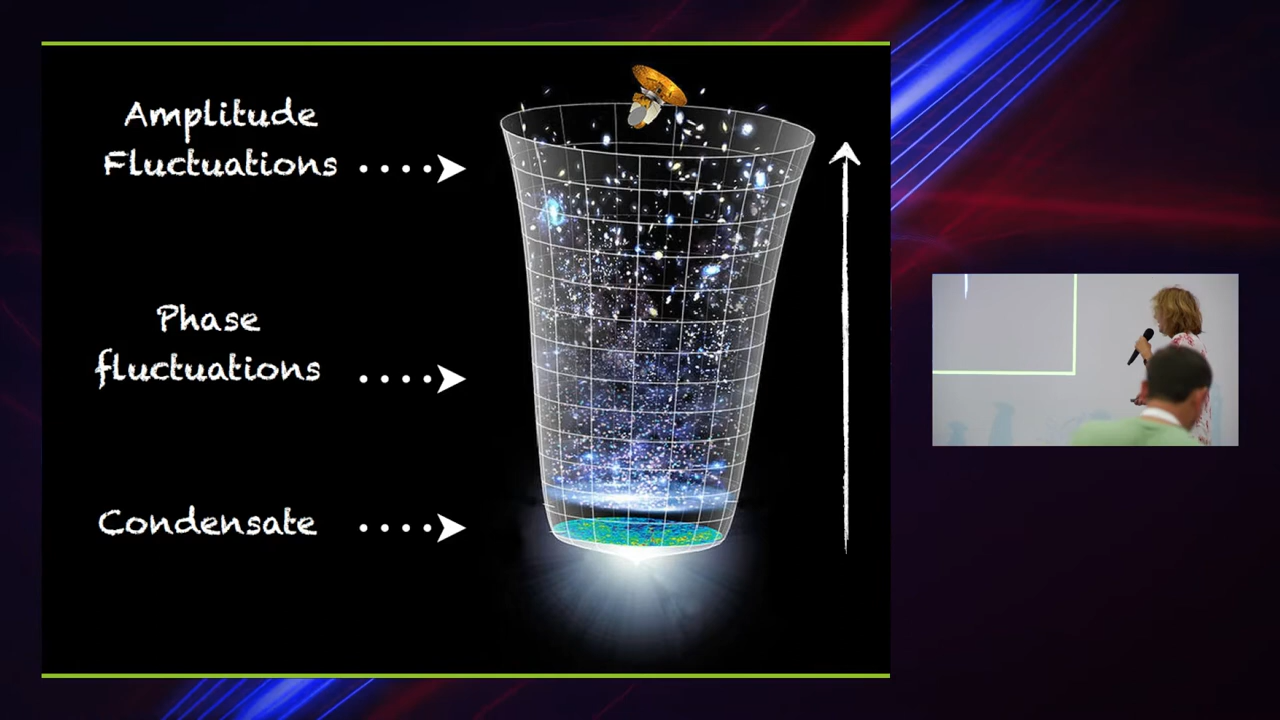 Amplitude
Fluctuations
Phase
fluctuations
Condensate